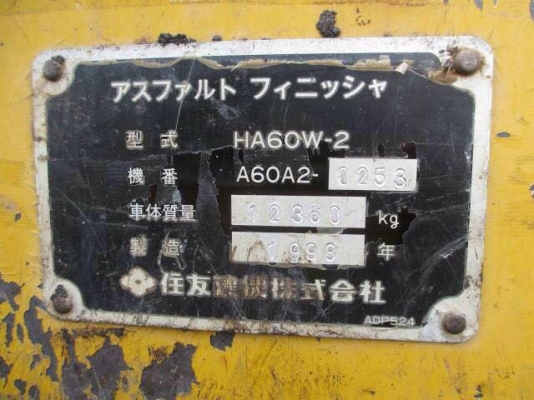 アスファルト フィニッシャ
型式 HA60W-2
機番 A60A2-0253
車体質量 12360 kg
製造 1998 年
住友建機株式会社
ADP524